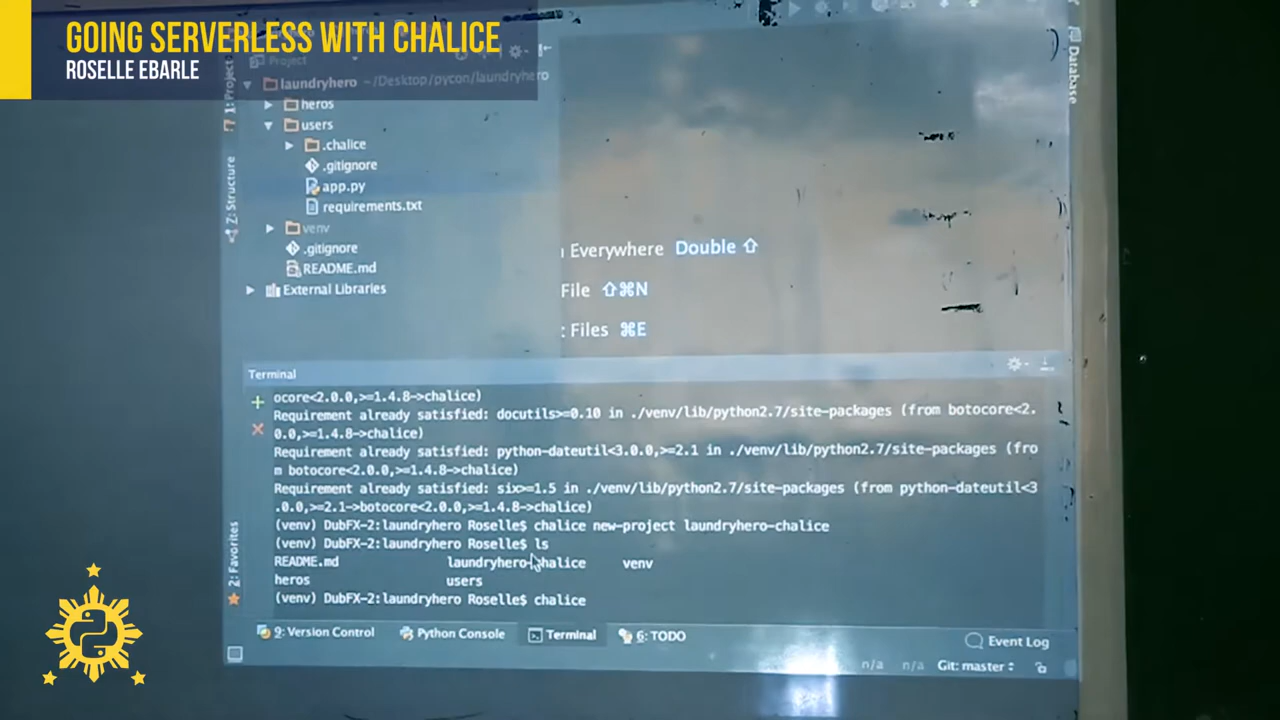 GOING SERVERLESS WITH CHALICE
ROSELLE EBARLE
Project
1: Project
laundryhero ~/Desktop/pycon/laundryhero
heros
users
.chalice
.gitignore
app.py
requirements.txt
venv
.gitignore
README.md
External Libraries
Z: Structure
Database
Everywhere Double ⇧
File ⇧⌘N
Files ⌘E
Terminal
ocore<2.0.0,>=1.4.8->chalice)
Requirement already satisfied: docutils>=0.10 in ./venv/lib/python2.7/site-packages (from botocore<2.
0.0,>=1.4.8->chalice)
Requirement already satisfied: python-dateutil<3.0.0,>=2.1 in ./venv/lib/python2.7/site-packages (fro
m botocore<2.0.0,>=1.4.8->chalice)
Requirement already satisfied: six>=1.5 in ./venv/lib/python2.7/site-packages (from python-dateutil<3
.0.0,>=2.1->botocore<2.0.0,>=1.4.8->chalice)
(venv) DubFX-2:laundryhero Roselle$ chalice new-project laundryhero-chalice
(venv) DubFX-2:laundryhero Roselle$ ls
README.md laundryhero-chalice venv
heros users
(venv) DubFX-2:laundryhero Roselle$ chalice
2: Favorites
9: Version Control Python Console Terminal 6: TODO Event Log
n/a n/a Git: master